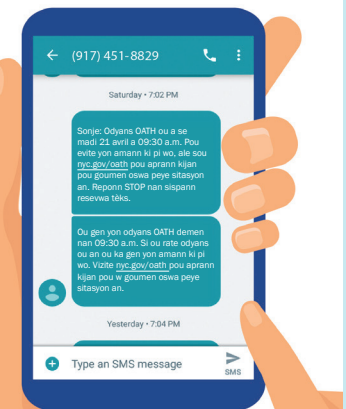 (917) 451-8829
Saturday • 7:02 PM
Sonje: Odyans OATH ou a se
madi 21 avril a 09:30 a.m. Pou
evite yon amann ki pi wo, ale sou
nyc.gov/oath pou aprann kijan
pou goumen oswa peye sitasyon
an. Reponn STOP nan sispann
resevwa tèks.
Ou gen yon odyans OATH demen
nan 09:30 a.m. Si ou rate odyans
ou an ou ka gen yon amann ki pi
wo. Vizite nyc.gov/oath pou aprann
kijan pou w goumen oswa peye
sitasyon an.
Yesterday • 7:04 PM
Type an SMS message
SMS